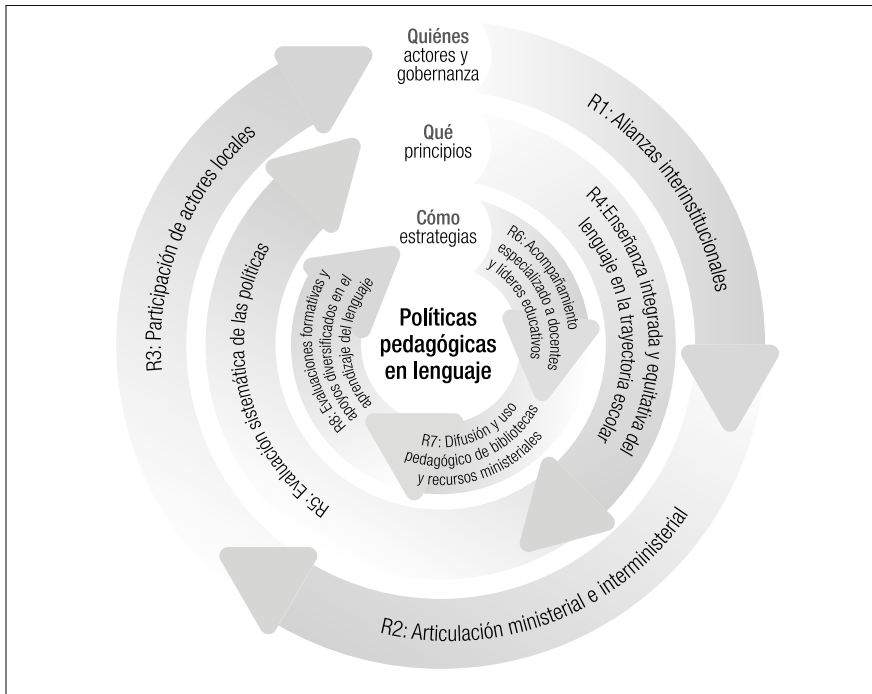 Quiénes
actores y
gobernanza
Qué
principios
Cómo
estrategias
Políticas
pedagógicas
en lenguaje
R1: Alianzas interinstitucionales
R2: Articulación ministerial e interministerial
R3: Participación de actores locales
R4:Enseñanza integrada y equitativa del
lenguaje en la trayectoria escolar
R5: Evaluación sistemática de las políticas
R6: Acompañamiento
especializado a docentes
y líderes educativos
R7: Difusión y uso
pedagógico de bibliotecas
y recursos ministeriales
R8: Evaluaciones formativas y
apoyos diversificados en el
aprendizaje del lenguaje